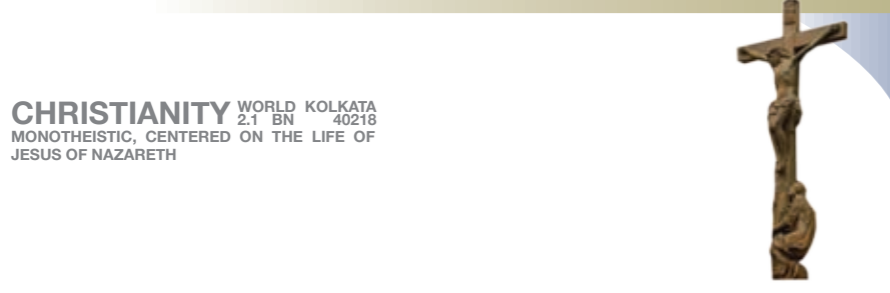 CHRISTIANITY WORLD KOLKATA
2.1 BN 40218
MONOTHEISTIC, CENTERED ON THE LIFE OF
JESUS OF NAZARETH